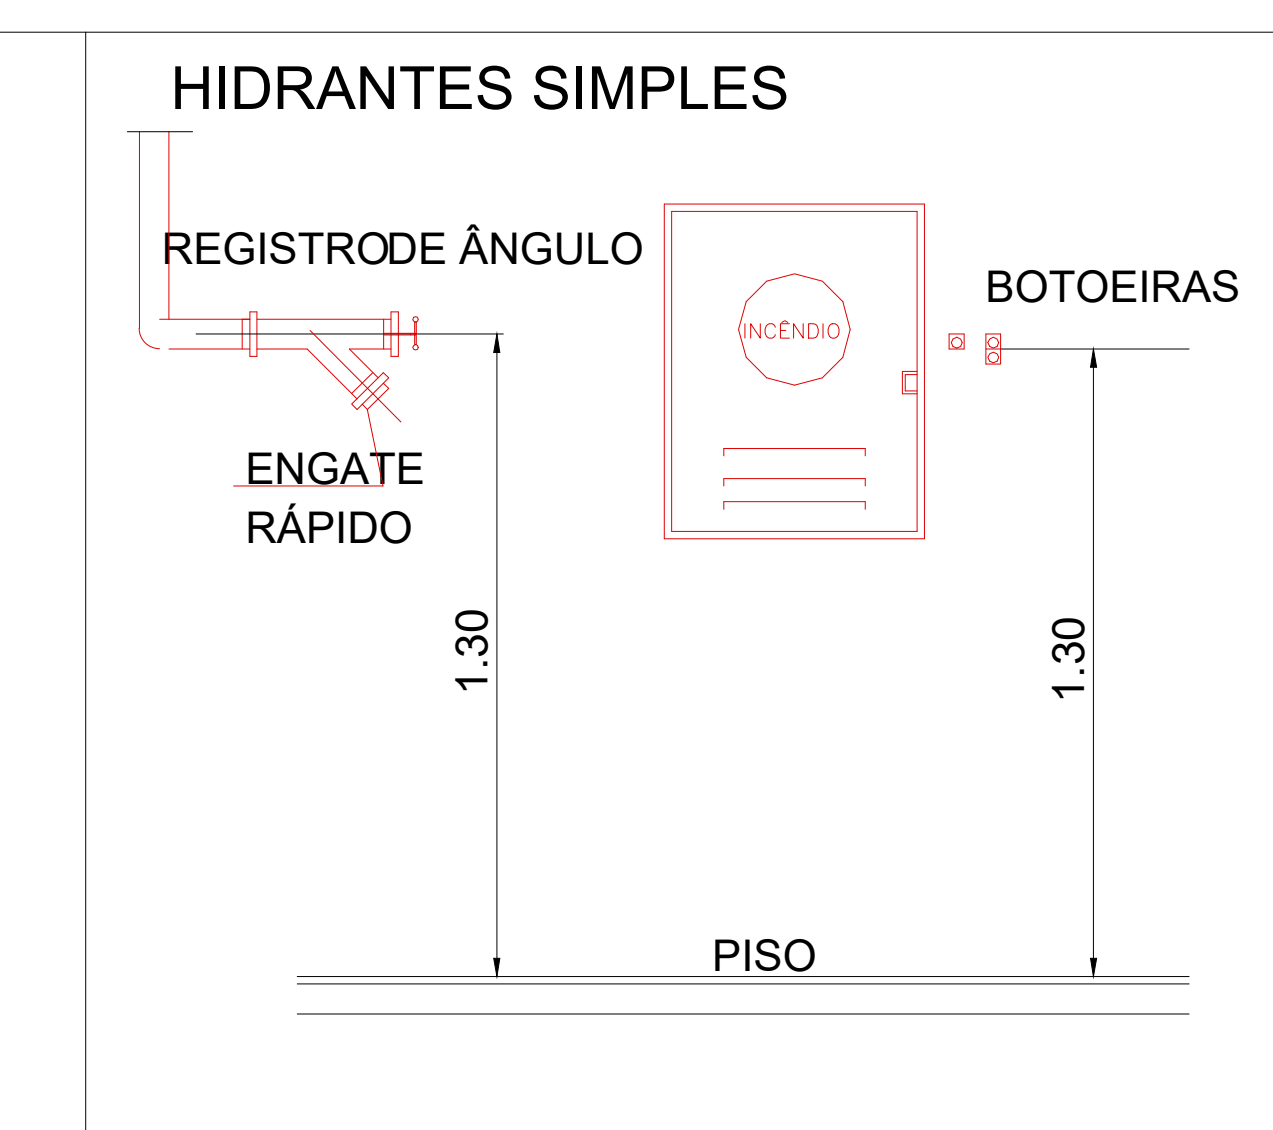 HIDRANTES SIMPLES
REGISTRODE ÂNGULO
BOTOEIRAS
INCÊNDIO
ENGATE
RÁPIDO
1.30
1.30
PISO